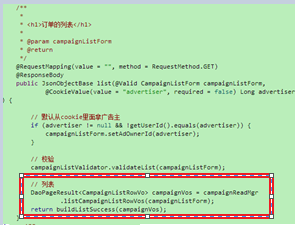 /**
*
* <h1>订单的列表</h1>
*
* @param campaignListForm
* @return
*/
@RequestMapping(value = "", method = RequestMethod.GET)
@ResponseBody
public JsonObjectBase list(@Valid CampaignListForm campaignListForm,
@CookieValue(value = "advertiser", required = false) Long advertiser
) {
// 默认从cookie里面拿广告主
if (advertiser != null && !getUserId().equals(advertiser)) {
campaignListForm.setAdOwnerId(advertiser);
}
// 校验
campaignListValidator.validateList(campaignListForm);
// 列表
DaoPageResult<CampaignListRowVo> campaignVos = campaignReadMgr
.listCampaignListRowVos(campaignListForm);
return buildListSuccess(campaignVos);
}